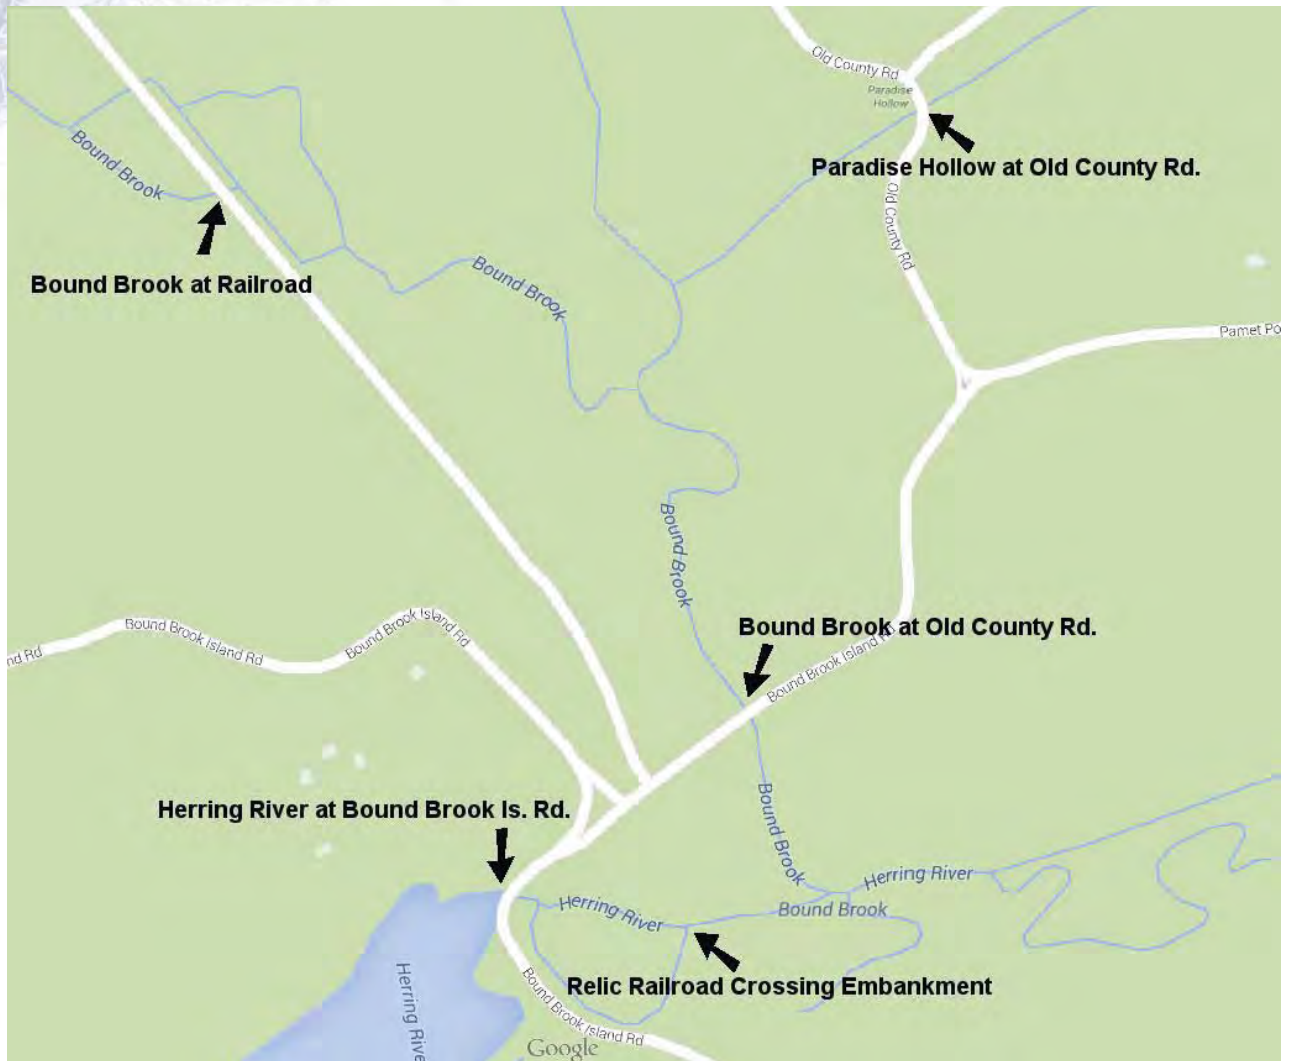 Old County Rd
Paradise
Hollow
Paradise Hollow at Old County Rd.
Bound Brook
Old County Rd
Bound Brook at Railroad
Bound Brook
Pamet Po
Bound Brook
Bound Brook at Old County Rd.
nd Rd
Bound Brook Island Rd
Bound Brook Island Rd
Bound Brook Island Rd
Herring River at Bound Brook Is. Rd.
Bound Brook
Herring River
Herring River
Bound Brook
Relic Railroad Crossing Embankment
Herring Rive
Bound Brook Island Rd
Google